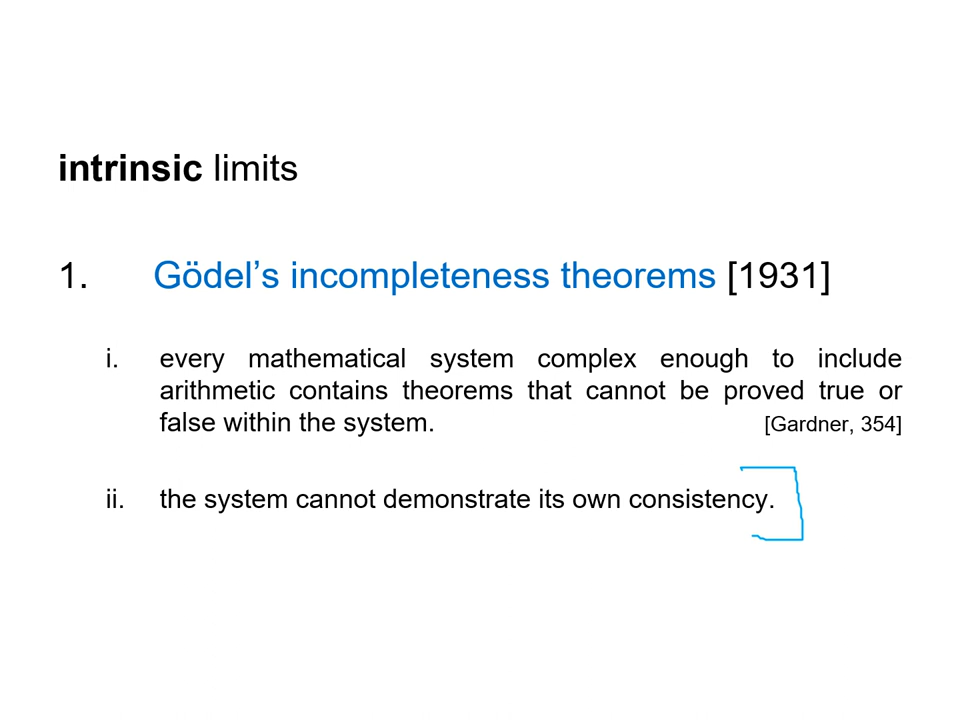 intrinsic limits
1. Gödel’s incompleteness theorems [1931]
i. every mathematical system complex enough to include
arithmetic contains theorems that cannot be proved true or
false within the system. [Gardner, 354]
ii. the system cannot demonstrate its own consistency.